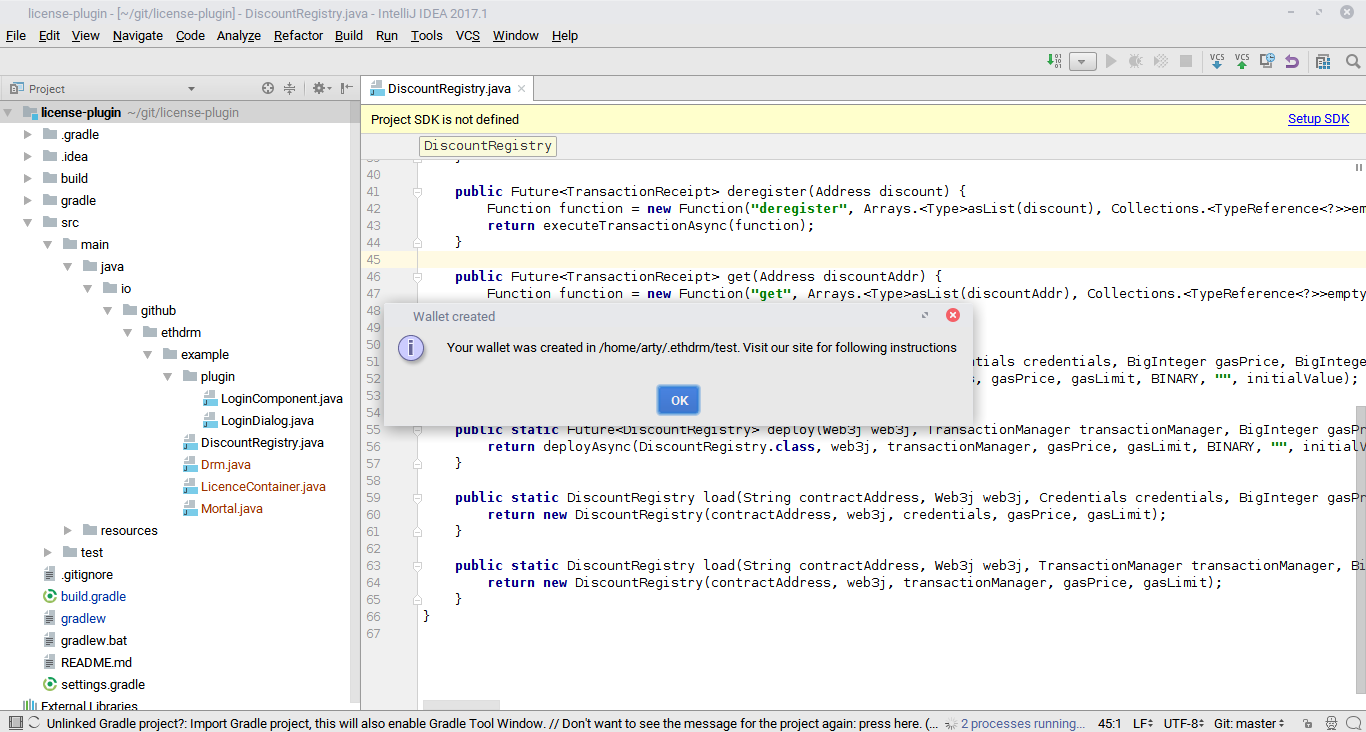 license-plugin - [~/git/license-plugin] - DiscountRegistry.java - IntelliJ IDEA 2017.1
File Edit View Navigate Code Analyze Refactor Build Run Tools VCS Window Help
VCS VCS
Project
DiscountRegistry.java
license-plugin ~/git/license-plugin
.gradle
.idea
build
gradle
src
main
java
io
github
ethdrm
example
plugin
LoginComponent.java
LoginDialog.java
DiscountRegistry.java
Drm.java
LicenceContainer.java
Mortal.java
resources
test
.gitignore
build.gradle
gradlew
gradlew.bat
README.md
settings.gradle
External Libraries
Project SDK is not defined Setup SDK
DiscountRegistry
39 }
40
41 public Future<TransactionReceipt> deregister(Address discount) {
42 Function function = new Function("deregister", Arrays.<Type>asList(discount), Collections.<TypeReference<?>>em
43 return executeTransactionAsync(function);
44 }
45
46 public Future<TransactionReceipt> get(Address discountAddr) {
47 Function function = new Function("get", Arrays.<Type>asList(discountAddr), Collections.<TypeReference<?>>empty
48
49
50
51 tials credentials, BigInteger gasPrice, BigInteg
52 , gasPrice, gasLimit, BINARY, "", initialValue);
53
54
55 public static Future<DiscountRegistry> deploy(Web3j web3j, TransactionManager transactionManager, BigInteger gasPr
56 return deployAsync(DiscountRegistry.class, web3j, transactionManager, gasPrice, gasLimit, BINARY, "", initialV
57 }
58
59 public static DiscountRegistry load(String contractAddress, Web3j web3j, Credentials credentials, BigInteger gasPr
60 return new DiscountRegistry(contractAddress, web3j, credentials, gasPrice, gasLimit);
61 }
62
63 public static DiscountRegistry load(String contractAddress, Web3j web3j, TransactionManager transactionManager, Bi
64 return new DiscountRegistry(contractAddress, web3j, transactionManager, gasPrice, gasLimit);
65 }
66 }
67
Wallet created
Your wallet was created in /home/arty/.ethdrm/test. Visit our site for following instructions
OK
Unlinked Gradle project?: Import Gradle project, this will also enable Gradle Tool Window. // Don't want to see the message for the project again: press here. (... 2 processes running... 45:1 LF UTF-8 Git: master